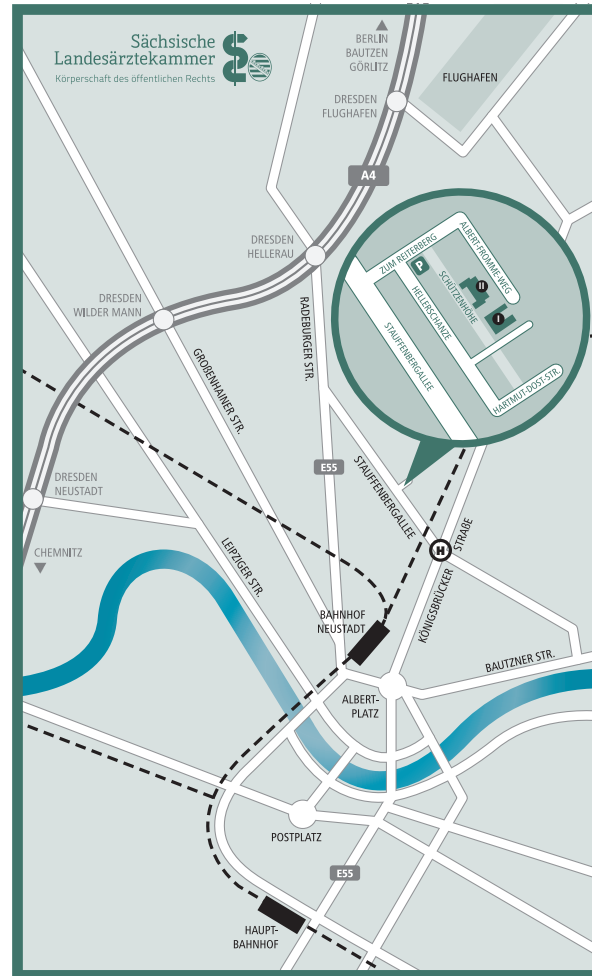 Sächsische
Landesärztekammer
Körperschaft des öffentlichen Rechts
BERLIN
BAUTZEN
GÖRLITZ
FLUGHAFEN
DRESDEN
FLUGHAFEN
A4
ALBERT-FROMME-WEG
ZUM REITERBERG
P
SCHÜTZENHÖHE
II
I
HELLERSCHANZE
STAUFFENBERGALLEE
HARTMUT-DOST-STR.
DRESDEN
HELLERAU
DRESDEN
WILDER MANN
RADEBURGER STR.
GROßENHAINER STR.
E55
STAUFFENBERGALLEE
DRESDEN
NEUSTADT
CHEMNITZ
LEIPZIGER STR.
H
STRAßE
KÖNIGSBRÜCKER
BAHNHOF
NEUSTADT
BAUTZNER STR.
ALBERT-
PLATZ
POSTPLATZ
E55
HAUPT-
BAHNHOF